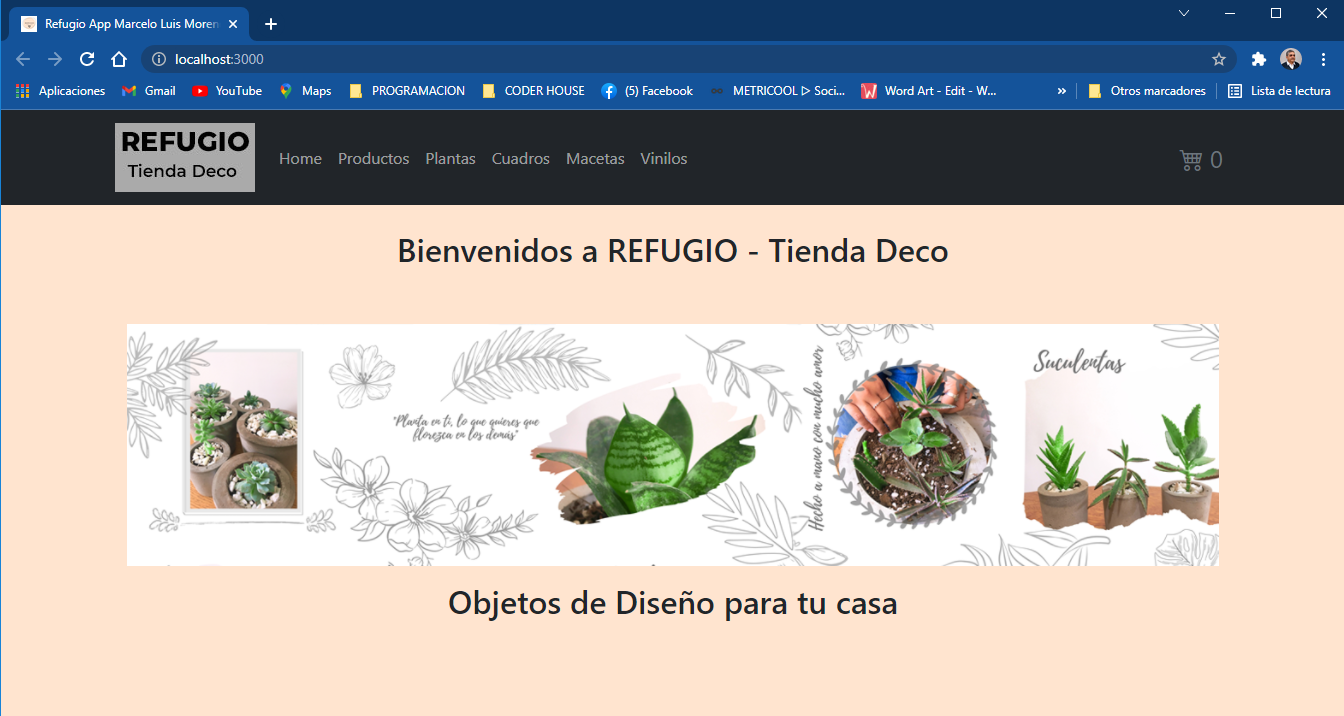 Refugio App Marcelo Luis Moren
localhost:3000
Aplicaciones Gmail YouTube Maps PROGRAMACION CODER HOUSE (5) Facebook METRICOOL ᐅ Soci... Word Art - Edit - W... » Otros marcadores Lista de lectura
REFUGIO
Tienda Deco
Home Productos Plantas Cuadros Macetas Vinilos 0
Bienvenidos a REFUGIO - Tienda Deco
"Planta en ti, lo que quieres que
florezca en los demás"
Hecho a mano con mucho amor
Suculentas
Objetos de Diseño para tu casa